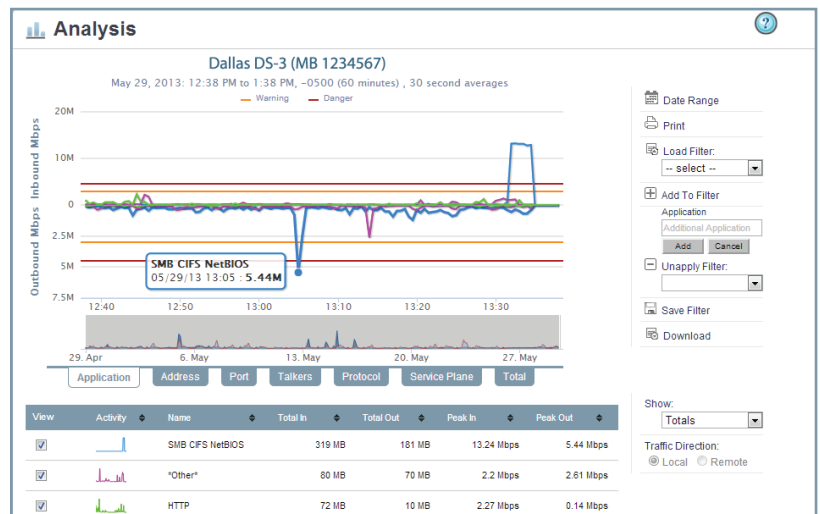 Analysis
?
Dallas DS-3 (MB 1234567)
May 29, 2013: 12:38 PM to 1:38 PM, -0500 (60 minutes) , 30 second averages
Warning Danger
Outbound Mbps Inbound Mbps
20M
10M
0
2.5M
5M
7.5M
SMB CIFS NetBIOS
05/29/13 13:05 : 5.44M
12:40 12:50 13:00 13:10 13:20 13:30
29. Apr 6. May 13. May 20. May 27. May
Application Address Port Talkers Protocol Service Plane Total
View Activity Name Total In Total Out Peak In Peak Out
SMB CIFS NetBIOS 319 MB 181 MB 13.24 Mbps 5.44 Mbps
*Other* 80 MB 70 MB 2.2 Mbps 2.61 Mbps
HTTP 72 MB 10 MB 2.27 Mbps 0.14 Mbps
Date Range
Print
Load Filter:
-- select --
Add To Filter
Application
Additional Application
Add Cancel
Unapply Filter:
Save Filter
Download
Show:
Totals
Traffic Direction:
Local Remote